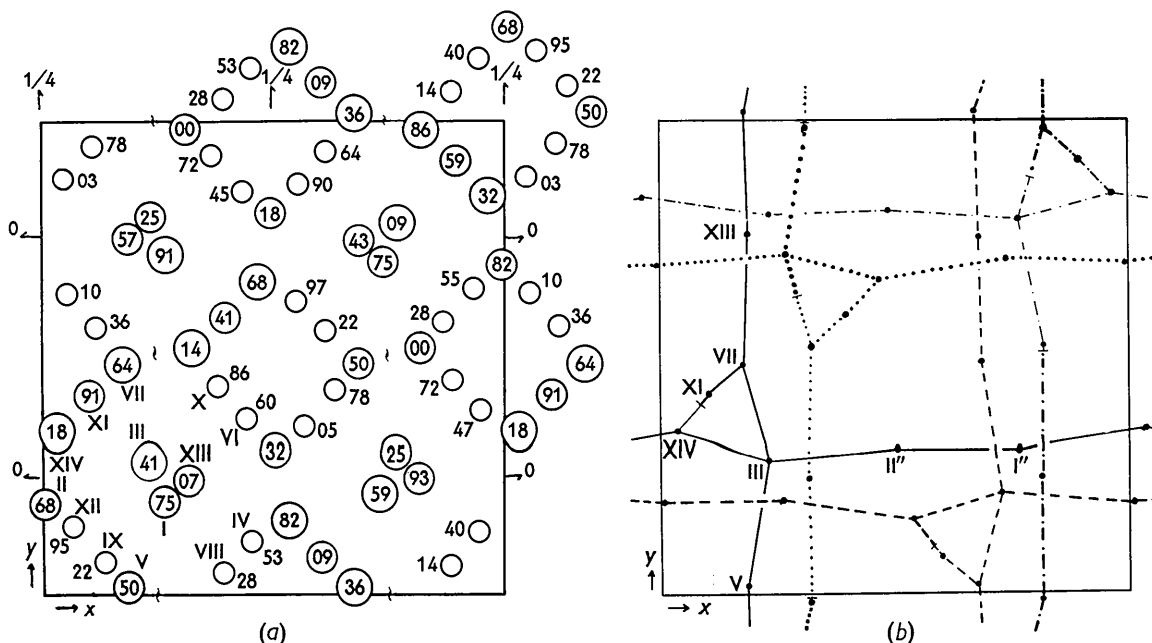 68
40 95
82
53
1/4 1/4 1/4
09 22
14 50
28
36
00 86
78 72 64 59 78
03 45 90 32 03
18
25 09
0 57 43 0
91 75
82
68 55
10 97 10
41 28 36
36 22
14 00
64 50 64
86 72
91 VII X 78 91
60
XI VI 05 47
18 III 18
32
41 XIII 25
XIV
0 07 93 0
II
68 75 59
XII I
IV 82
95 40
IX 53
y 22 V VIII 09 14
28
50 36
x
(a)
XIII
VII
XI
XIV III II″ I″
y V
x
(b)